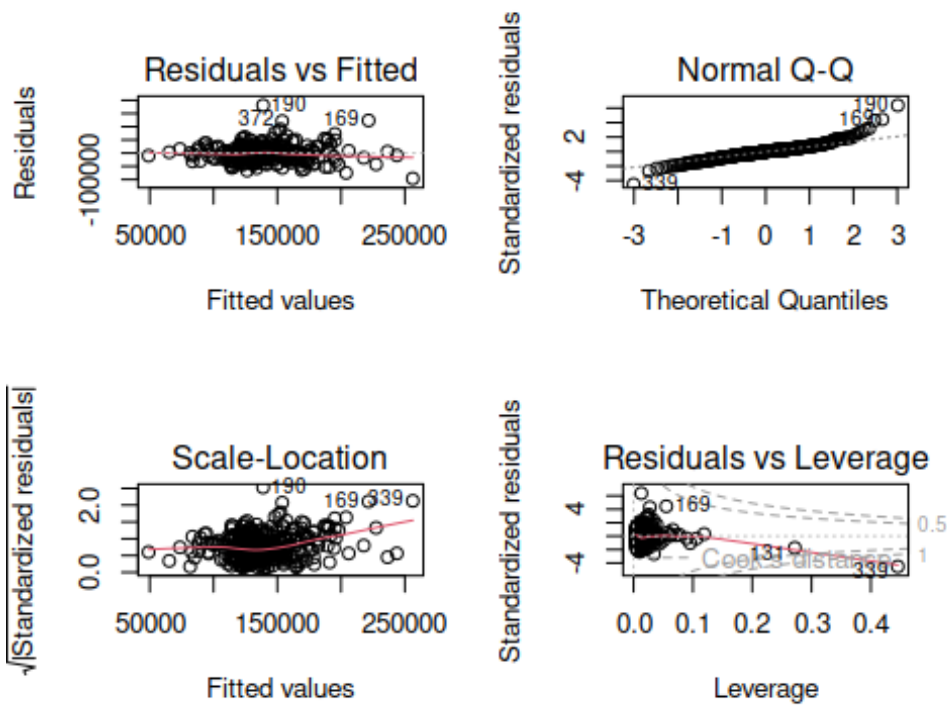 Residuals vs Fitted
Residuals
-100000
190
372
169
50000 150000 250000
Fitted values
Normal Q-Q
Standardized residuals
-4 2
190
169
339
-3 -1 0 1 2 3
Theoretical Quantiles
Scale-Location
√|Standardized residuals|
0.0 2.0
190
169
339
50000 150000 250000
Fitted values
Residuals vs Leverage
Standardized residuals
-4 4
169
131
339
Cook's distance
0.5
1
0.0 0.1 0.2 0.3 0.4
Leverage